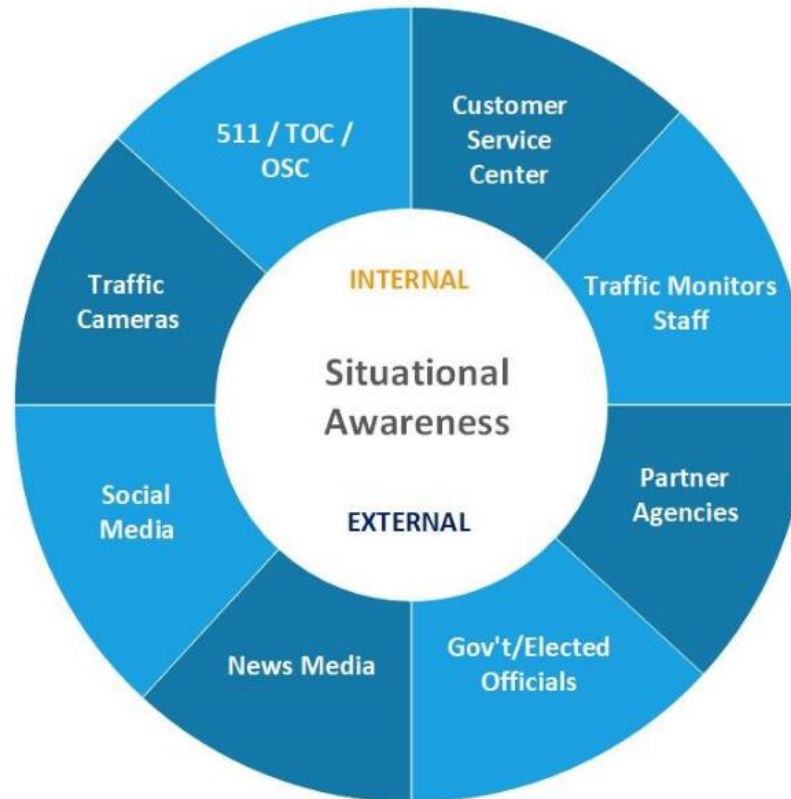 511 / TOC /
OSC
Customer
Service
Center
Traffic
Cameras
INTERNAL
Traffic Monitors
Staff
Situational
Awareness
Social
Media
EXTERNAL
Partner
Agencies
News Media
Gov't/Elected
Officials